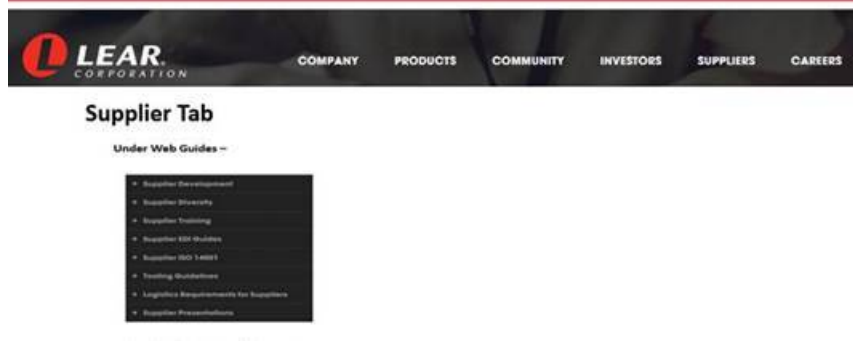 LEAR.
CORPORATION
COMPANY PRODUCTS COMMUNITY INVESTORS SUPPLIERS CAREERS
Supplier Tab
Under Web Guides –
+ Supplier Development
+ Supplier Diversity
+ Supplier Training
+ Supplier EDI Guides
+ Supplier ISO 14001
+ Tooling Guidelines
+ Logistics Requirements for Suppliers
+ Supplier Presentations